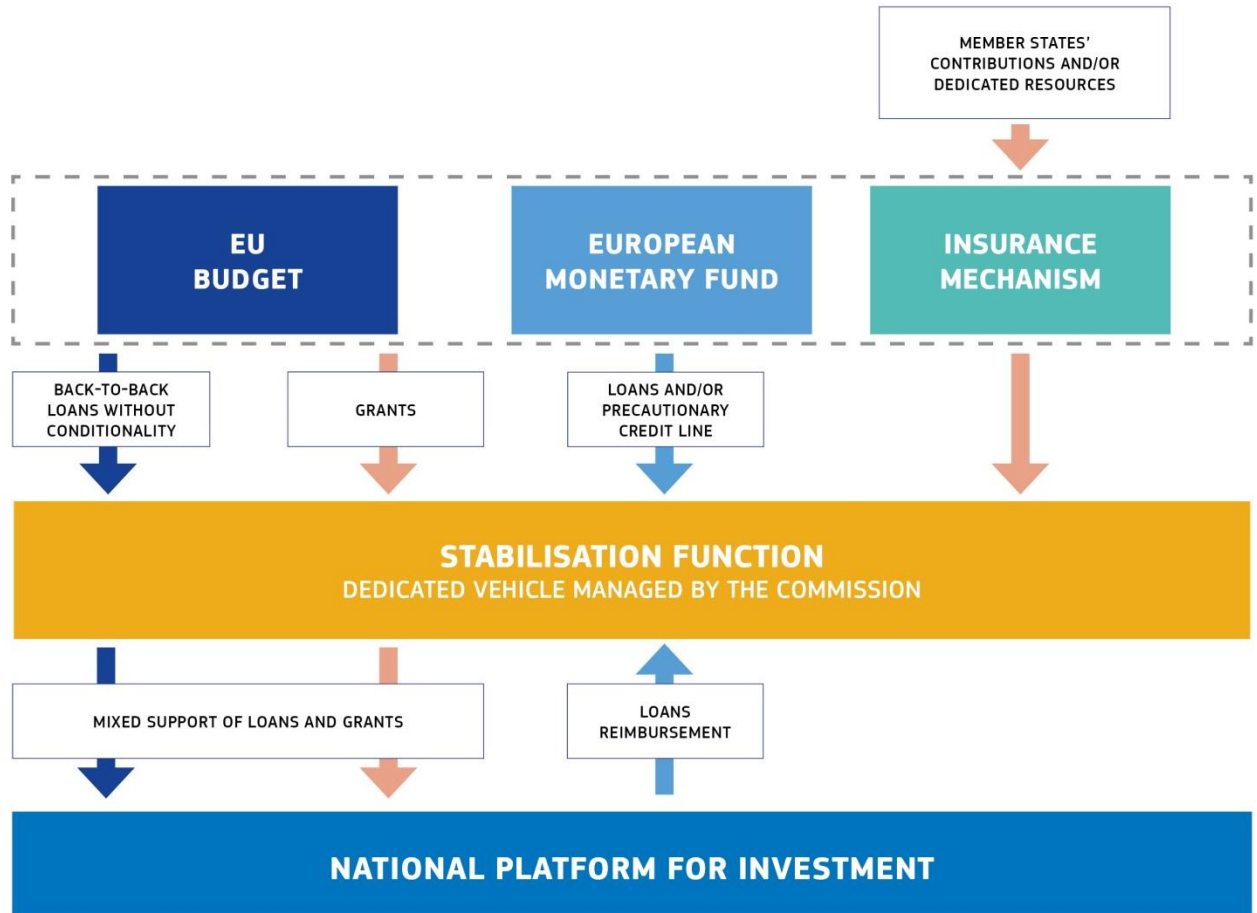 MEMBER STATES'
CONTRIBUTIONS AND/OR
DEDICATED RESOURCES
EU
BUDGET
EUROPEAN
MONETARY FUND
INSURANCE
MECHANISM
BACK-TO-BACK
LOANS WITHOUT
CONDITIONALITY
GRANTS
LOANS AND/OR
PRECAUTIONARY
CREDIT LINE
STABILISATION FUNCTION
DEDICATED VEHICLE MANAGED BY THE COMMISSION
MIXED SUPPORT OF LOANS AND GRANTS
LOANS
REIMBURSEMENT
NATIONAL PLATFORM FOR INVESTMENT